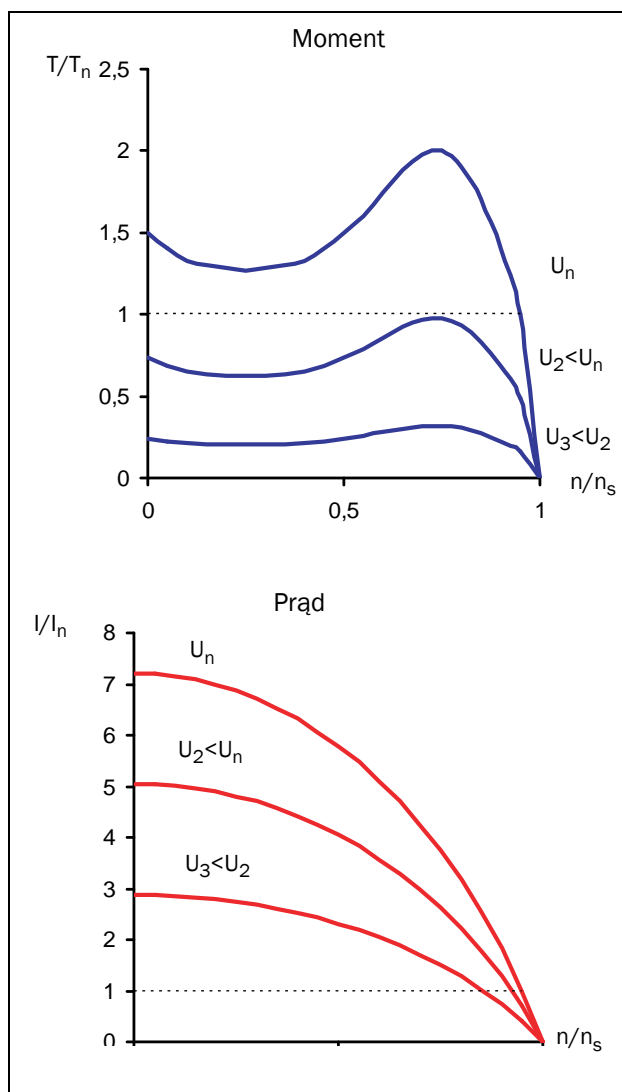 Moment
T/Tn 2,5
2
1,5
Un
1
U2<Un
0,5
U3<U2
0
n/ns
0 0,5 1
Prąd
I/In 8
Un
7
6
U2<Un
5
4
U3<U2
3
2
1
0
n/ns